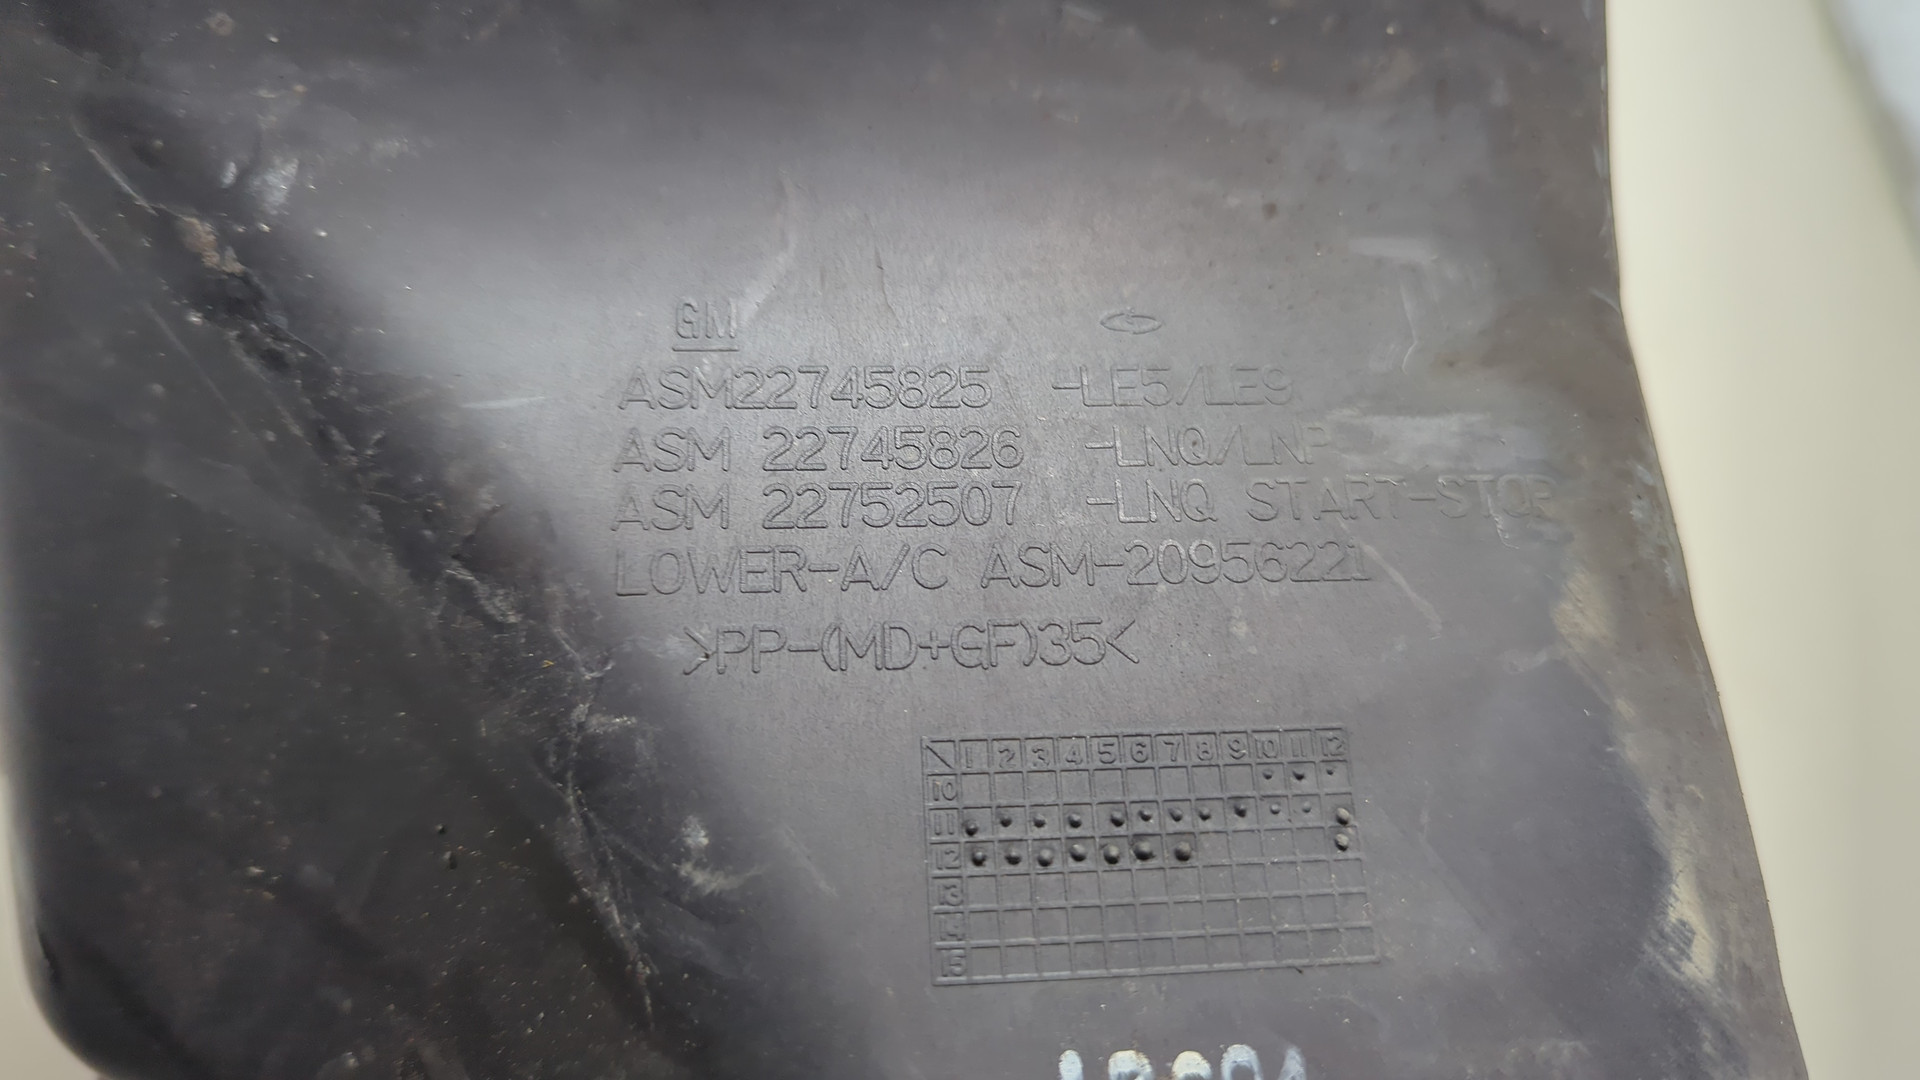 GM
ASM22745825 -LE5/LE9
ASM 22745826 -LNQ/LNP
ASM 22752507 -LNQ START-STOP
LOWER-A/C ASM-20956221
>PP-(MD+GF)35<
1 2 3 4 5 6 7 8 9 10 11 12
10
11
12
13
14
15